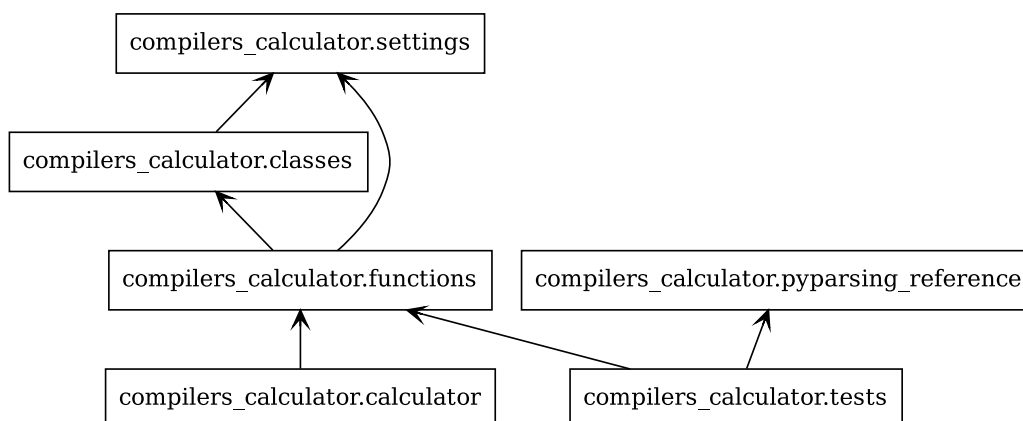 compilers_calculator.settings
compilers_calculator.classes
compilers_calculator.functions
compilers_calculator.pyparsing_reference
compilers_calculator.calculator
compilers_calculator.tests